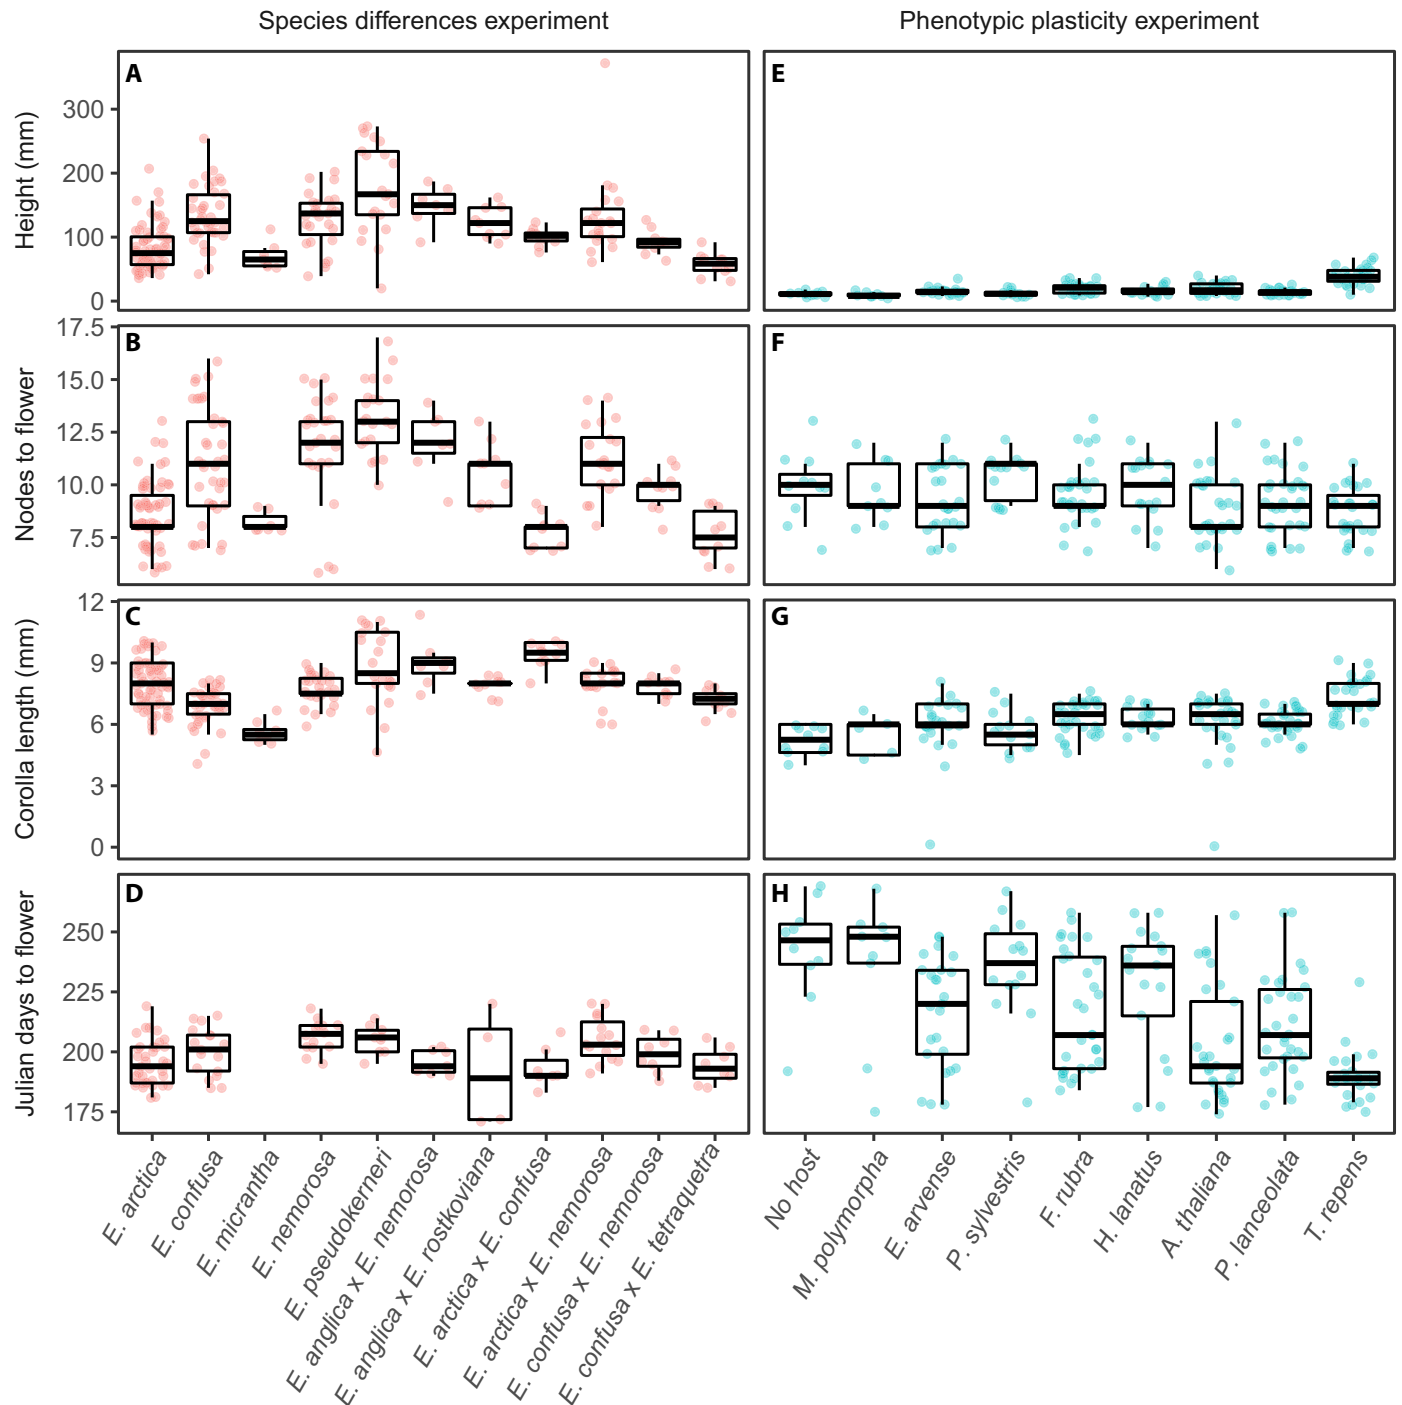 Species differences experiment
Phenotypic plasticity experiment
A
E
Height (mm)
300
200
100
0
B
F
Nodes to flower
17.5
15.0
12.5
10.0
7.5
C
G
Corolla length (mm)
12
9
6
3
0
D
H
Julian days to flower
250
225
200
175
E. arctica
E. confusa
E. micrantha
E. nemorosa
E. pseudokerneri
E. anglica x E. nemorosa
E. anglica x E. rostkoviana
E. arctica x E. confusa
E. arctica x E. nemorosa
E. confusa x E. nemorosa
E. confusa x E. tetraquetra
No host
M. polymorpha
E. arvense
P. sylvestris
F. rubra
H. lanatus
A. thaliana
P. lanceolata
T. repens